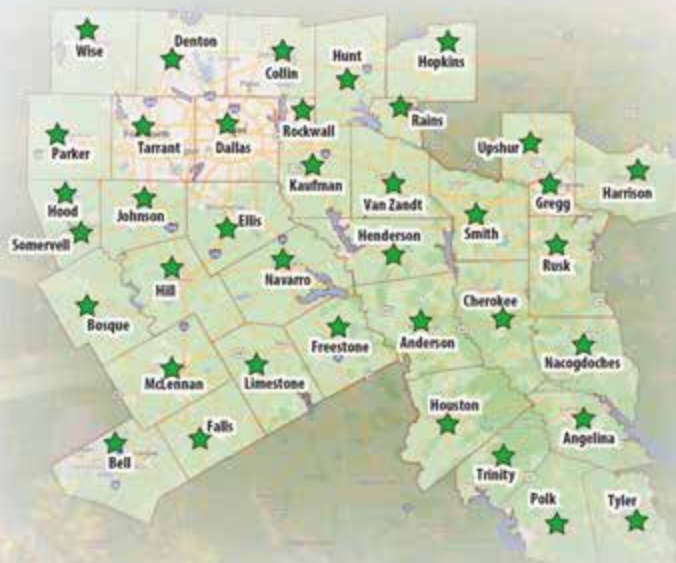 Wise
Denton
Collin
Hunt
Hopkins
Parker
Tarrant
Dallas
Rockwall
Rains
Upshur
Kaufman
Van Zandt
Gregg
Harrison
Hood
Johnson
Ellis
Smith
Somervell
Henderson
Rusk
Hill
Navarro
Cherokee
Bosque
Freestone
Anderson
Nacogdoches
McLennan
Limestone
Houston
Falls
Angelina
Bell
Trinity
Polk
Tyler